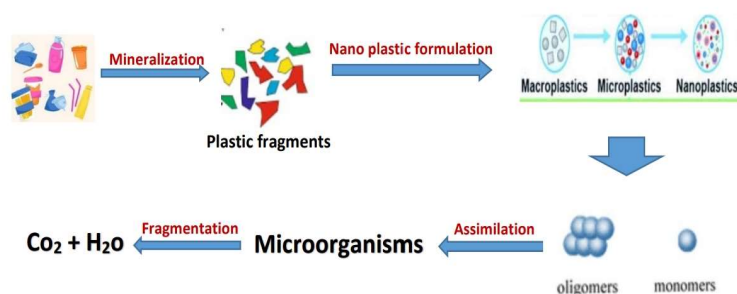 Mineralization
Nano plastic formulation
Plastic fragments
Macroplastics Microplastics Nanoplastics
Co₂ + H₂o
Fragmentation
Microorganisms
Assimilation
oligomers monomers